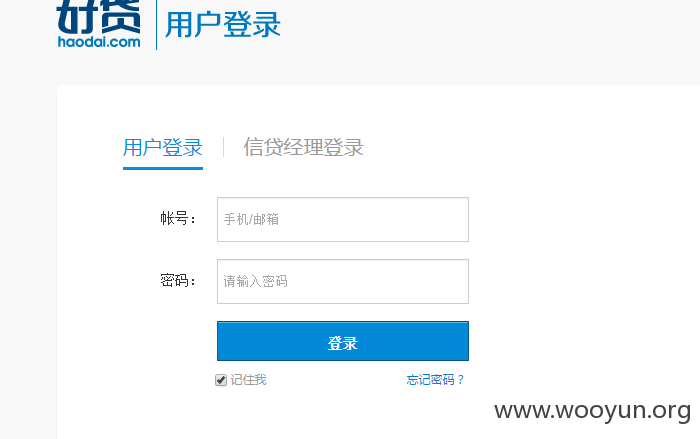 好贷 用户登录
haodai.com
用户登录 信贷经理登录
帐号： 手机/邮箱
密码： 请输入密码
登录
记住我 忘记密码？
www.wooyun.org